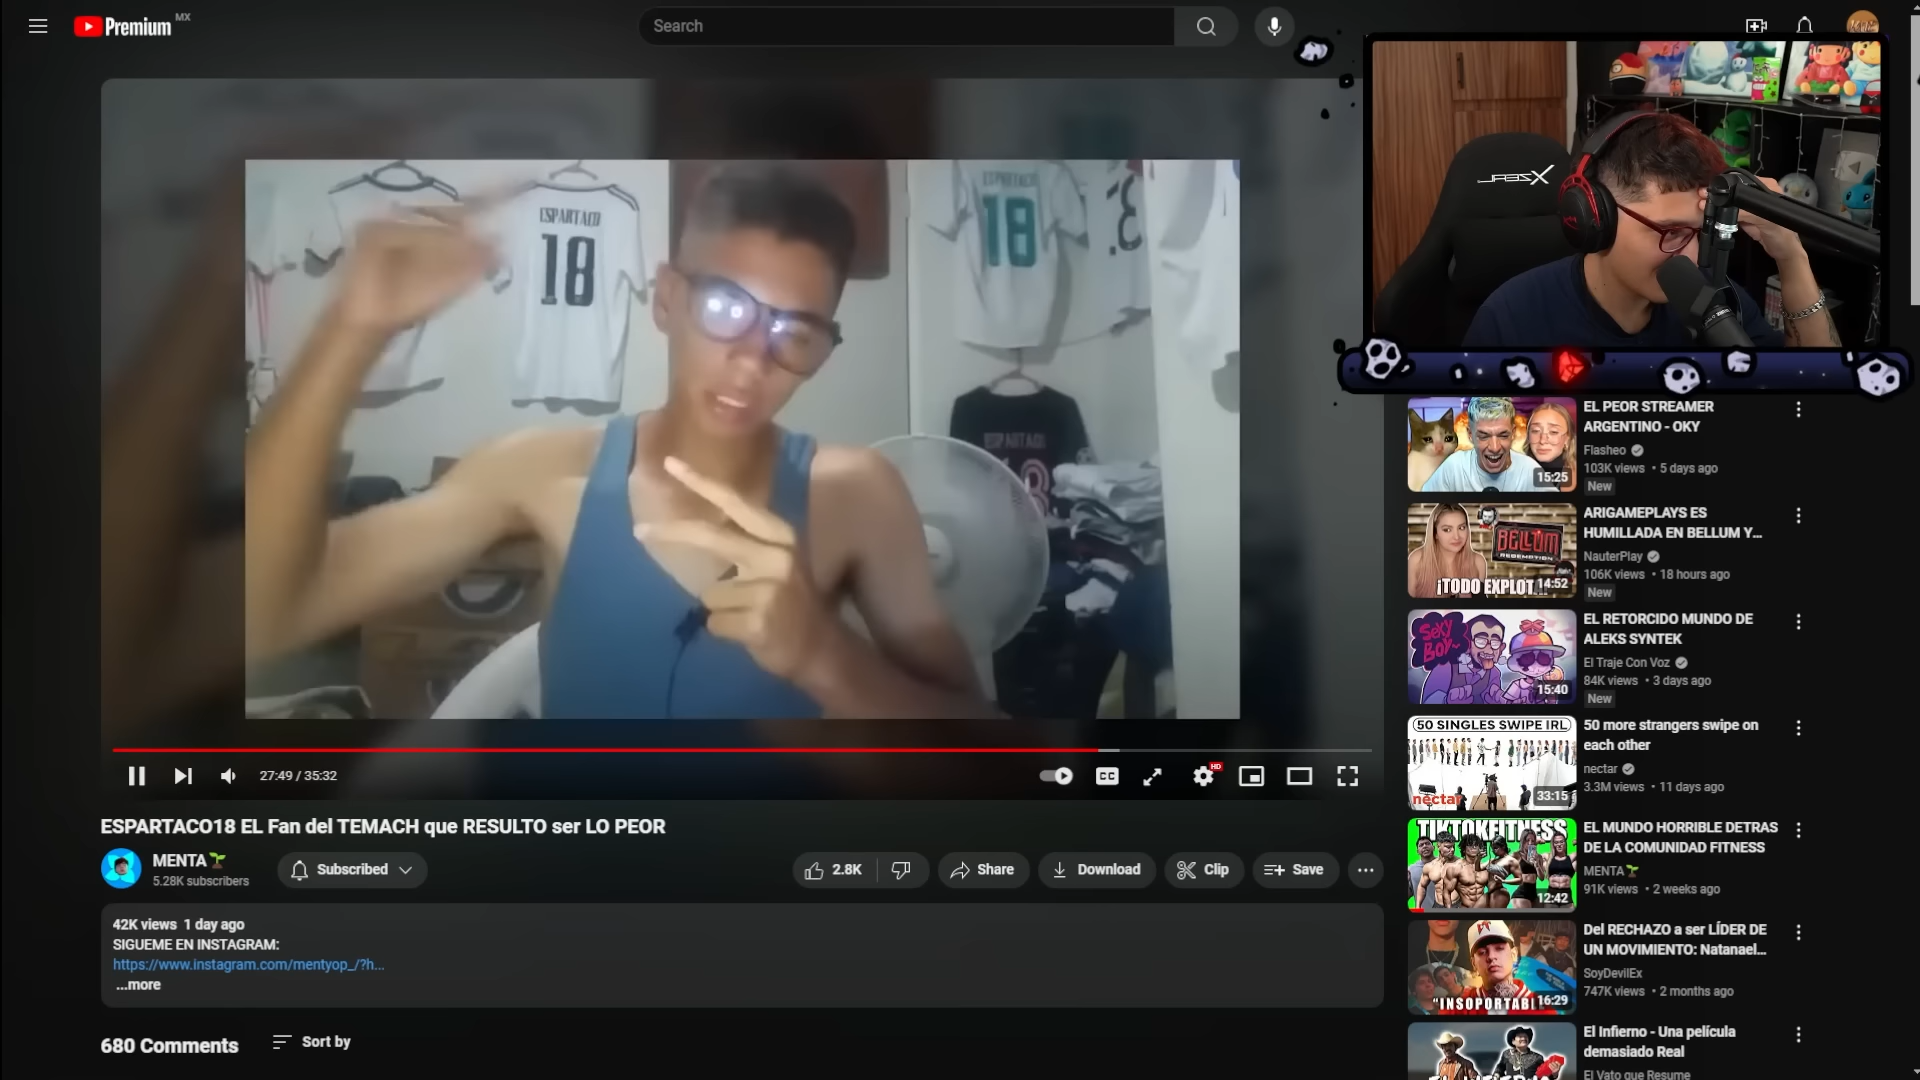 Premium MX
Search
ESPARTACO
18
ESPARTACO
18
ESPARTACO
27:49 / 35:32
CC
HD
ESPARTACO18 EL Fan del TEMACH que RESULTO ser LO PEOR
MENTA
5.28K subscribers
Subscribed
2.8K
Share
Download
Clip
Save
42K views 1 day ago
SIGUEME EN INSTAGRAM:
https://www.instagram.com/mentyop_/?h...
...more
680 Comments
Sort by
15:25
EL PEOR STREAMER
ARGENTINO - OKY
Flasheo
103K views • 5 days ago
New
BELLUM
REDEMPTION
¡TODO EXPLOT
14:52
ARIGAMEPLAYS ES
HUMILLADA EN BELLUM Y...
NauterPlay
106K views • 18 hours ago
New
SEXY
BOY
15:40
EL RETORCIDO MUNDO DE
ALEKS SYNTEK
El Traje Con Voz
84K views • 3 days ago
New
50 SINGLES SWIPE IRL
nectar
33:15
50 more strangers swipe on
each other
nectar
3.3M views • 11 days ago
TIKTOKFITNESS
12:42
EL MUNDO HORRIBLE DETRAS
DE LA COMUNIDAD FITNESS
MENTA
91K views • 2 weeks ago
"INSOPORTABL
16:29
Del RECHAZO a ser LÍDER DE
UN MOVIMIENTO: Natanael...
SoyDevilEx
747K views • 2 months ago
El Infierno - Una película
demasiado Real
El Vato que Resume